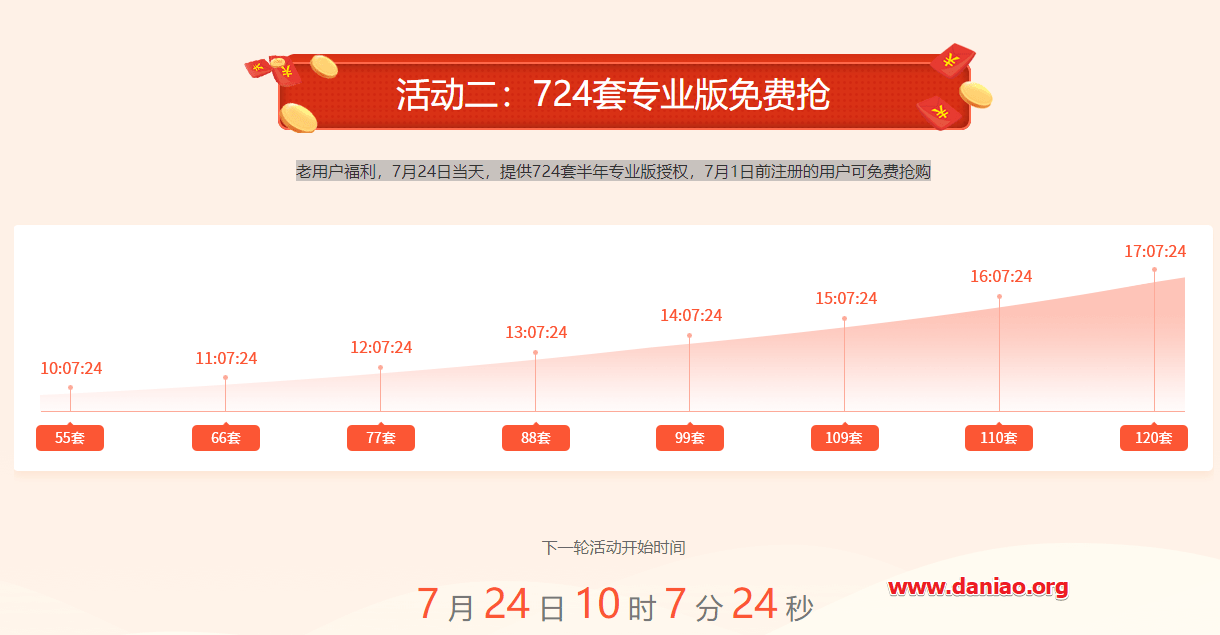 活动二：724套专业版免费抢
老用户福利，7月24日当天，提供724套半年专业版授权，7月1日前注册的用户可免费抢购
17:07:24
16:07:24
15:07:24
14:07:24
13:07:24
12:07:24
11:07:24
10:07:24
55套 66套 77套 88套 99套 109套 110套 120套
下一轮活动开始时间
7月24日10时7分24秒
www.daniao.org